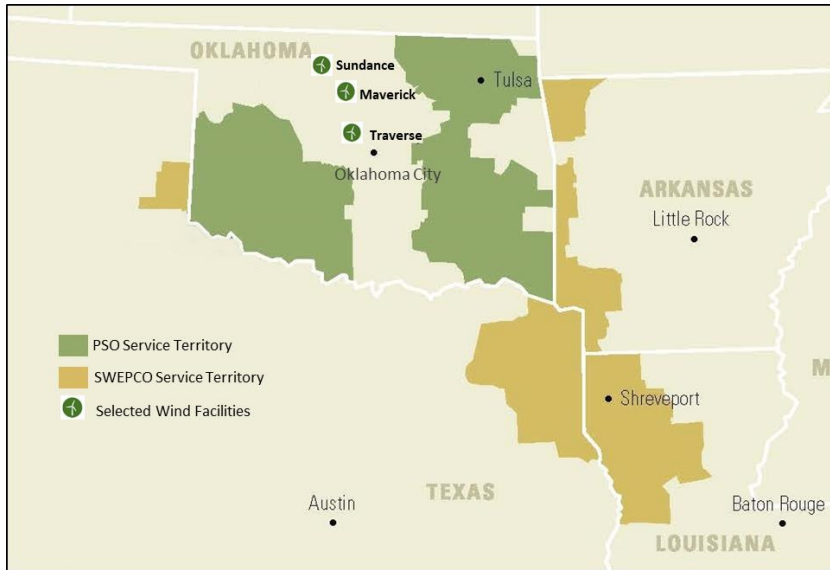 OKLAHOMA
Sundance
Maverick
Tulsa
Traverse
Oklahoma City
ARKANSAS
Little Rock
PSO Service Territory
SWEPCO Service Territory
Selected Wind Facilities
M
Shreveport
TEXAS
Austin
Baton Rouge
LOUISIANA